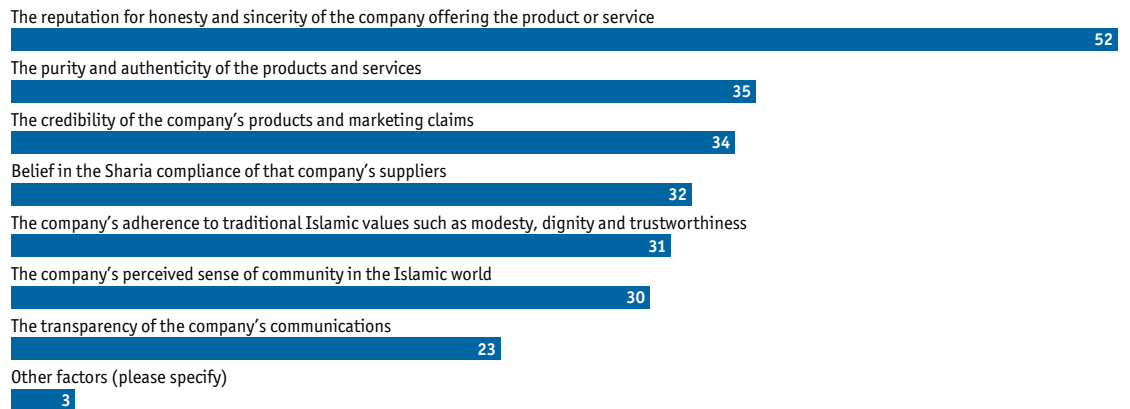 The reputation for honesty and sincerity of the company offering the product or service
52
The purity and authenticity of the products and services
35
The credibility of the company’s products and marketing claims
34
Belief in the Sharia compliance of that company’s suppliers
32
The company’s adherence to traditional Islamic values such as modesty, dignity and trustworthiness
31
The company’s perceived sense of community in the Islamic world
30
The transparency of the company’s communications
23
Other factors (please specify)
3